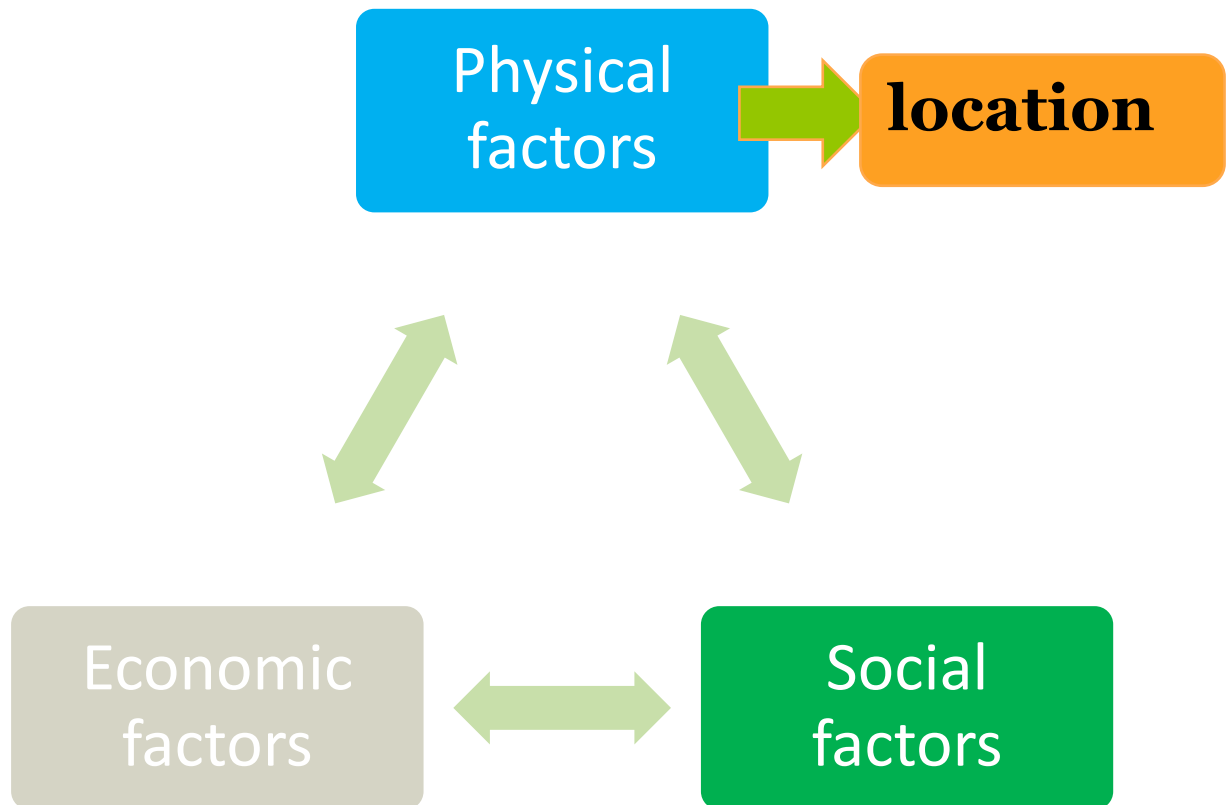 Physical
factors
location
Economic
factors
Social
factors